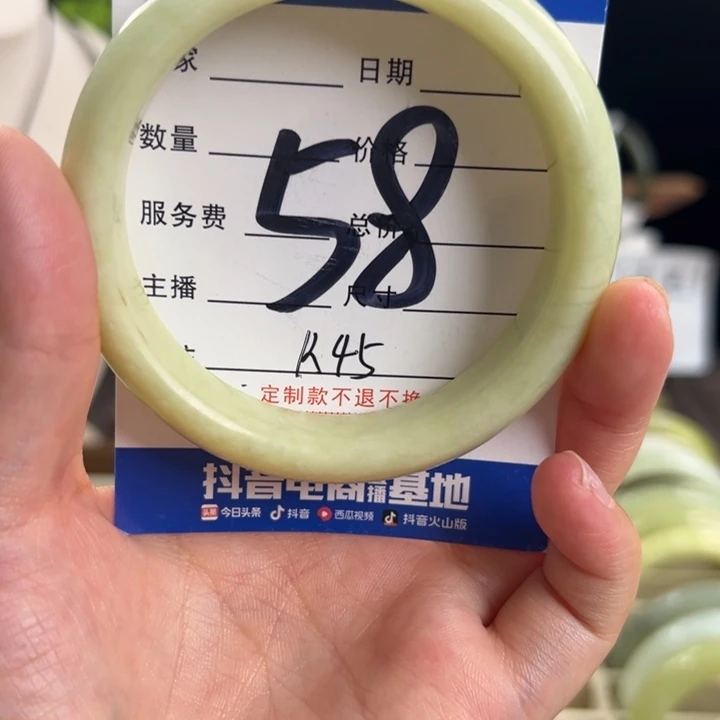 家 日期
数量 价格
58
服务费 总价
主播 尺寸
K45
定制款不退不换
抖音电商直播基地
头条 今日头条 抖音 西瓜视频 抖音火山版